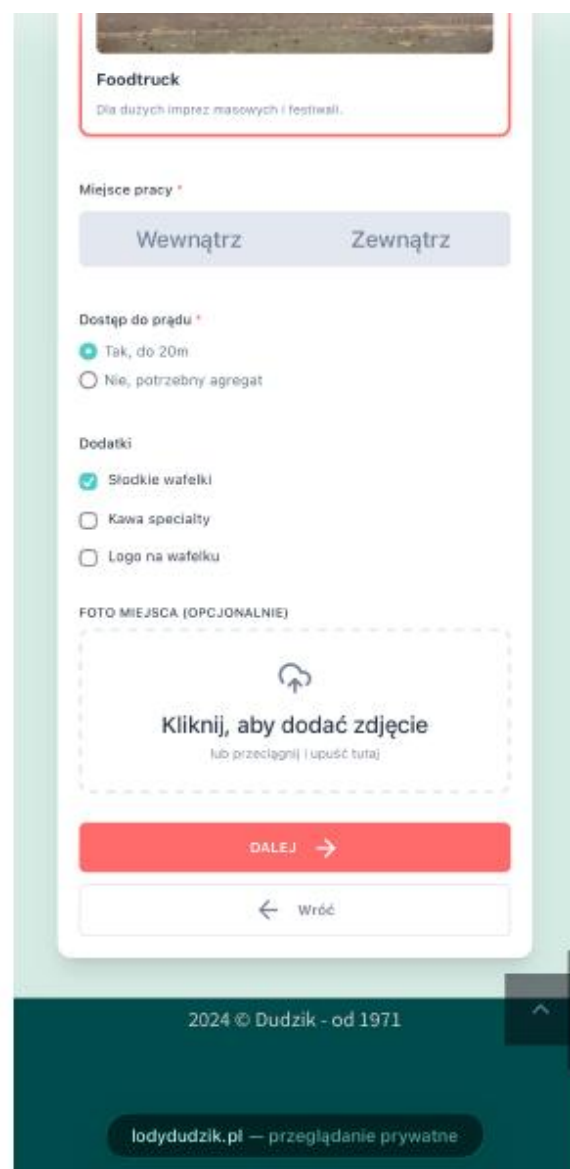 Foodtruck
Dla dużych imprez masowych i festiwali.
Miejsce pracy *
Wewnątrz
Zewnątrz
Dostęp do prądu *
Tak, do 20m
Nie, potrzebny agregat
Dodatki
Słodkie wafelki
Kawa specialty
Logo na wafelku
FOTO MIEJSCA (OPCJONALNIE)
Kliknij, aby dodać zdjęcie
lub przeciągnij i upuść tutaj
DALEJ →
← Wróć
2024 © Dudzik - od 1971
lodydudzik.pl — przeglądanie prywatne